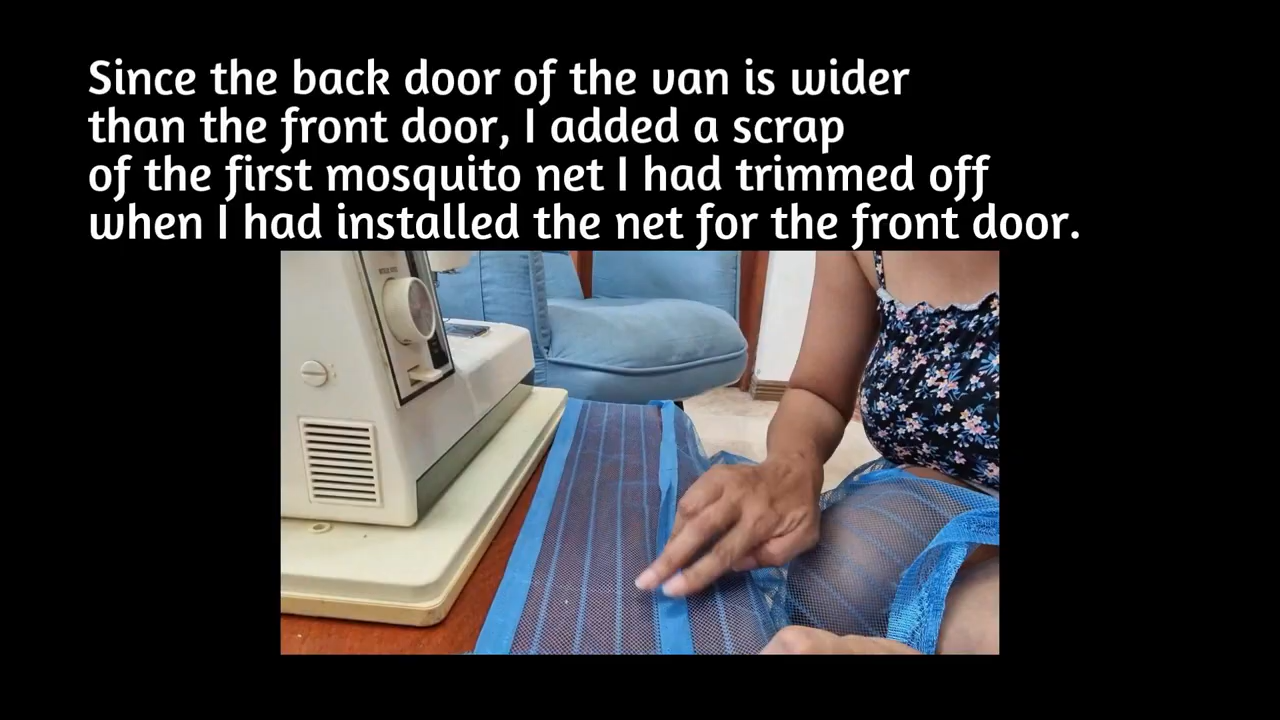 Since the back door of the van is wider
than the front door, I added a scrap
of the first mosquito net I had trimmed off
when I had installed the net for the front door.